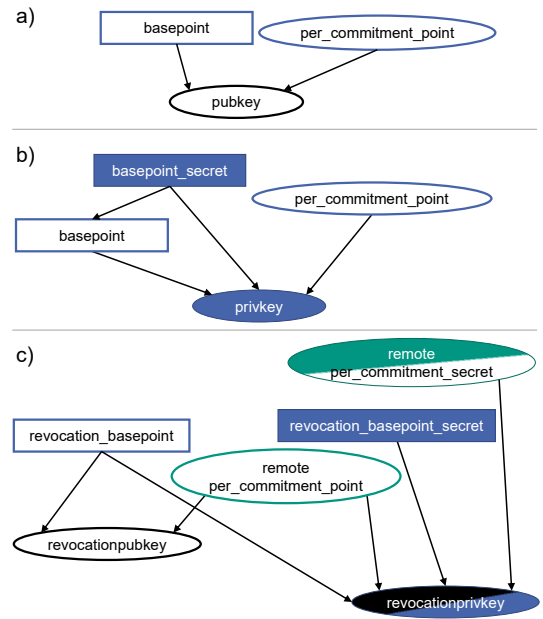 a)
basepoint
per_commitment_point
pubkey
b)
basepoint_secret
per_commitment_point
basepoint
privkey
c)
remote
per_commitment_secret
revocation_basepoint
revocation_basepoint_secret
remote
per_commitment_point
revocationpubkey
revocationprivkey